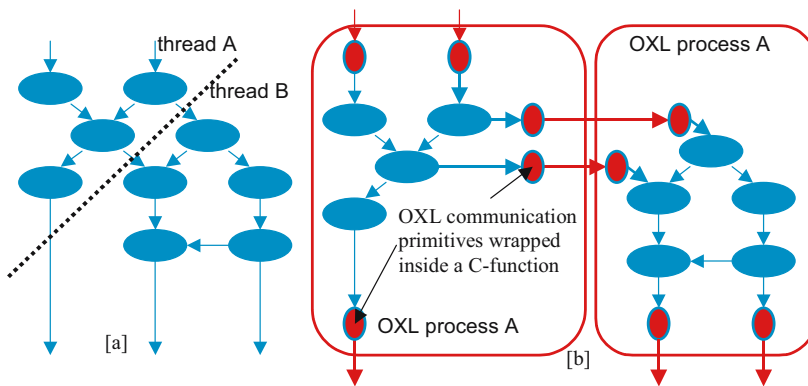 thread A
thread B
[a]
OXL process A
OXL communication
primitives wrapped
inside a C-function
OXL process A
[b]